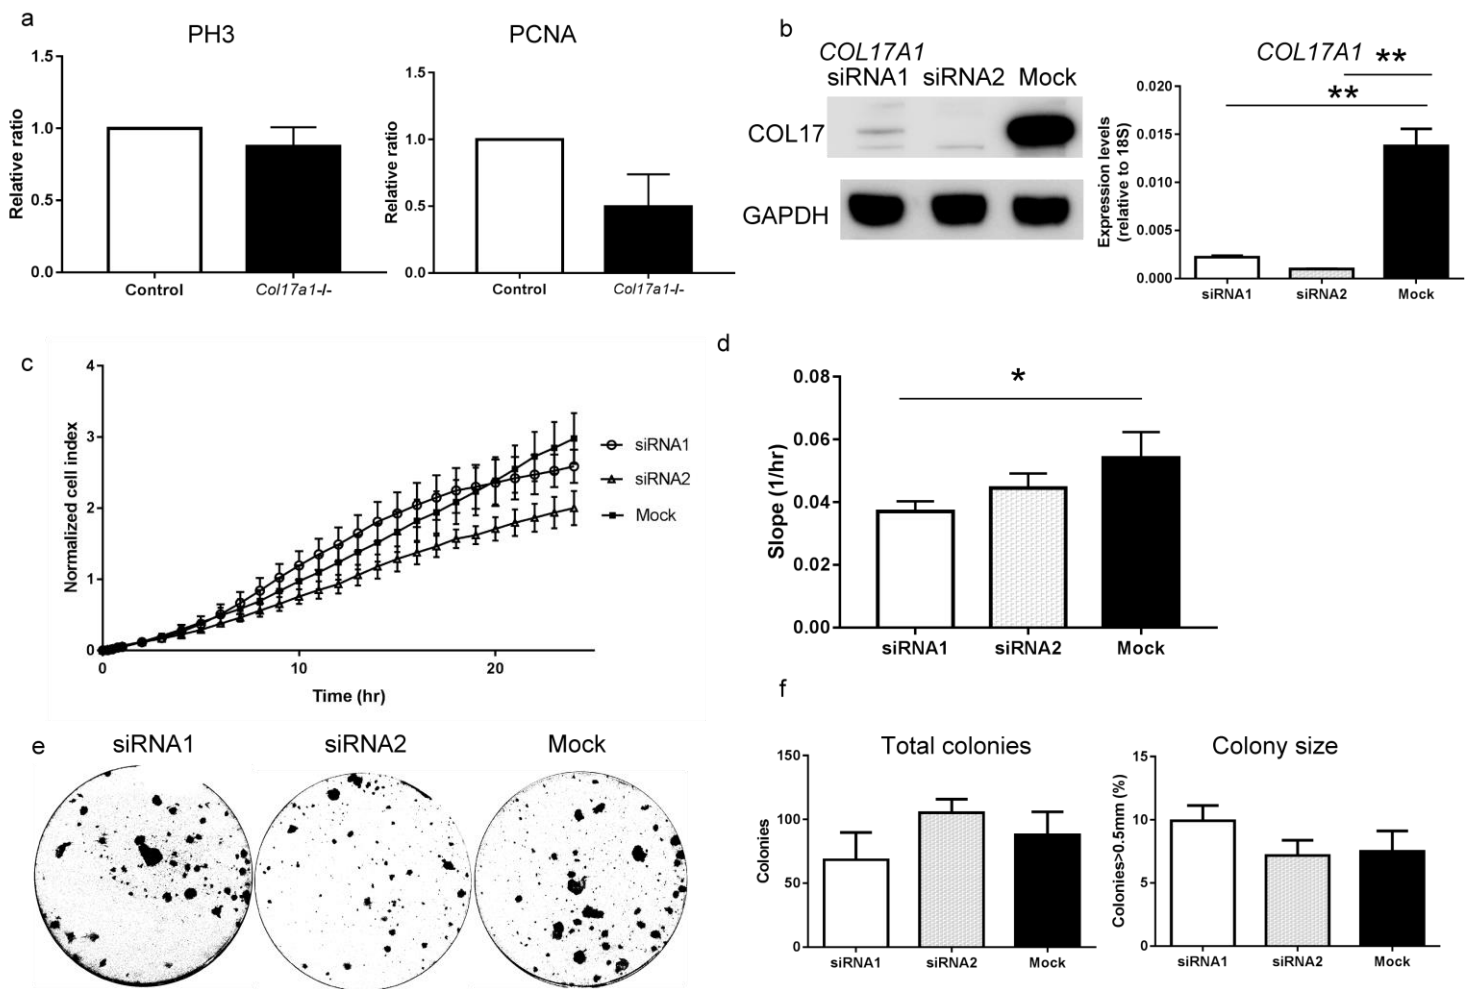 a
PH3
Relative ratio
1.5
1.0
0.5
0.0
Control
Col17a1-/-
PCNA
Relative ratio
1.5
1.0
0.5
0.0
Control
Col17a1-/-
b
COL17A1
siRNA1 siRNA2 Mock
COL17
GAPDH
COL17A1
**
**
Expression levels
(relative to 18S)
0.020
0.015
0.010
0.005
0.000
siRNA1 siRNA2 Mock
c
Normalized cell index
4
3
2
1
0
0 10 20
Time (hr)
siRNA1
siRNA2
Mock
d
*
Slope (1/hr)
0.08
0.06
0.04
0.02
0.00
siRNA1 siRNA2 Mock
e
siRNA1 siRNA2 Mock
f
Total colonies
Colonies
150
100
50
0
siRNA1 siRNA2 Mock
Colony size
Colonies>0.5mm (%)
15
10
5
0
siRNA1 siRNA2 Mock